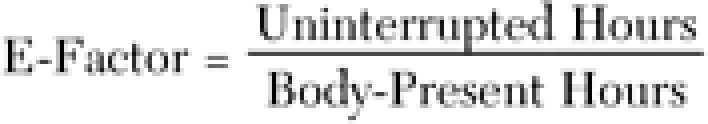 E-Factor = Uninterrupted Hours
Body-Present Hours